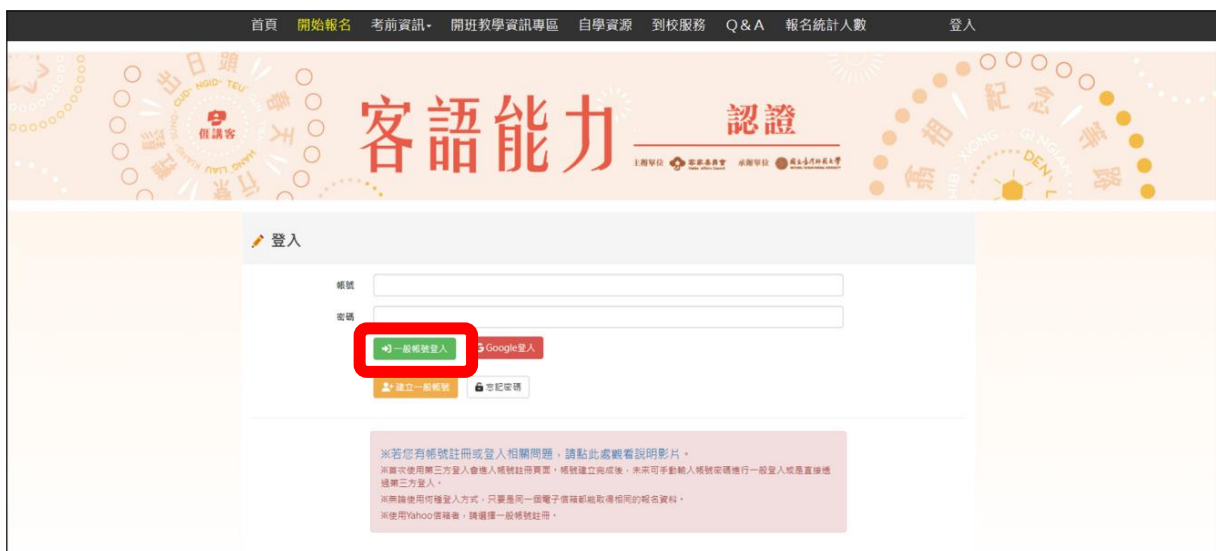 首頁 開始報名 考前資訊 開班教學資訊專區 自學資源 到校服務 Q&A 報名統計人數 登入
客語能力 認證
主辦單位 客家委員會 承辦單位
𠊎講客
登入
帳號
密碼
一般帳號登入 Google登入
建立一般帳號 忘記密碼
※若您有帳號註冊或登入相關問題，請點此處觀看說明影片。
※首次使用第三方登入會進入帳號註冊頁面，帳號建立完成後，未來可手動輸入帳號密碼進行一般登入或是直接透
過第三方登入。
※無論使用何種登入方式，只要是同一個電子信箱都能取得相同的報名資料。
※使用Yahoo信箱者，請選擇一般帳號註冊。